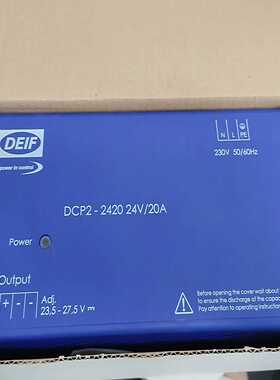 DEIF
power in control
N L PE
230V 50/60Hz
DCP2 - 2420 24V/20A
Power
Output
+ - - Adj.
23,5 - 27,5 V
Before opening the cover wait about
to ensure the discharge of the capac
Pay attention to operating instruction